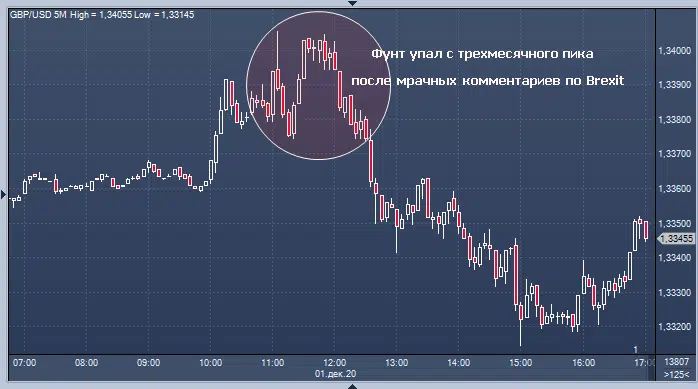 GBP/USD 5M High = 1,34055 Low = 1,33145
Фунт упал с трехмесячного пика
после мрачных комментариев по Brexit
1,34000
1,33900
1,33800
1,33700
1,33600
1,33500
1,33455
1,33400
1,33300
1,33200
1
07:00 08:00 09:00 10:00 11:00 12:00 13:00 14:00 15:00 16:00 17:00 13807
01.дек.20 >125<